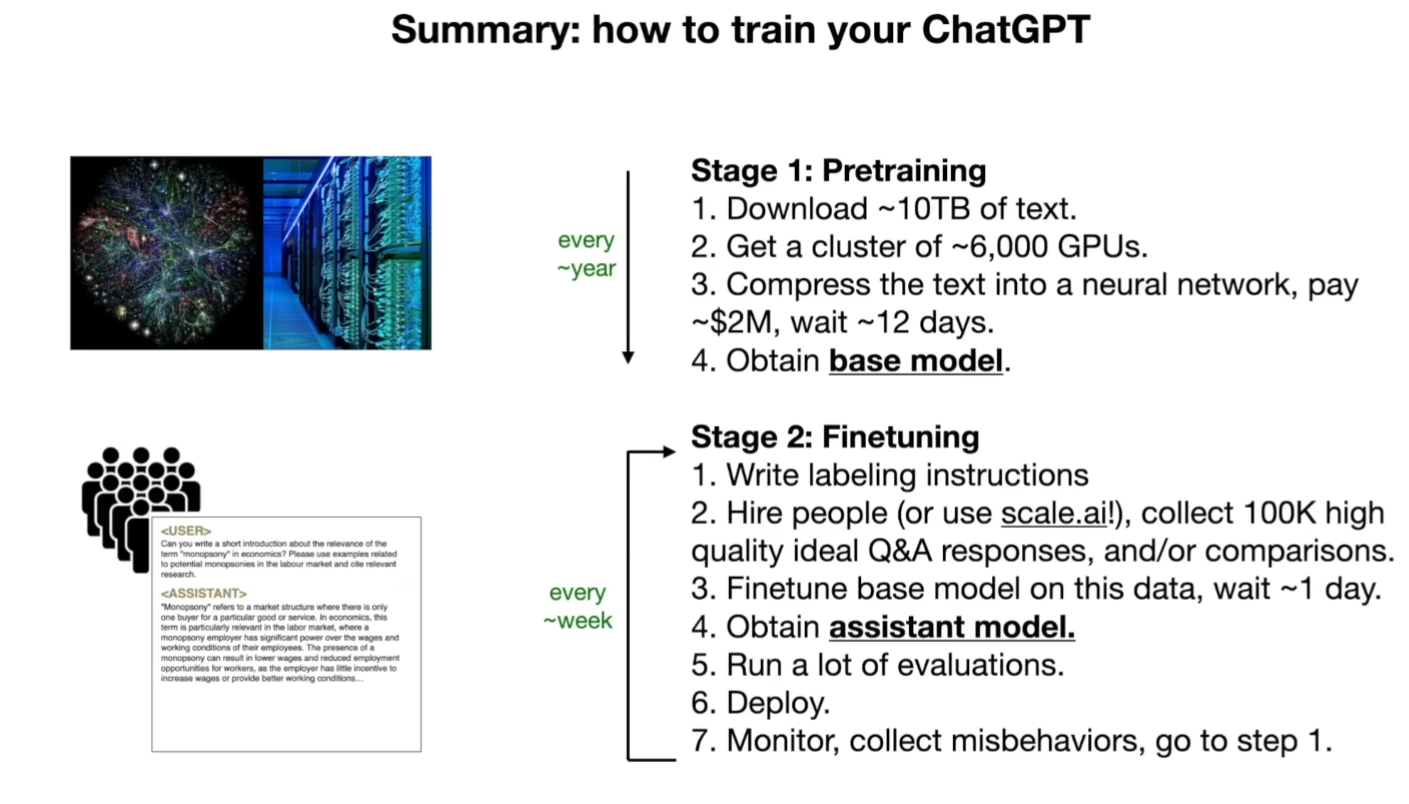 Summary: how to train your ChatGPT
every
~year
Stage 1: Pretraining
1. Download ~10TB of text.
2. Get a cluster of ~6,000 GPUs.
3. Compress the text into a neural network, pay
~$2M, wait ~12 days.
4. Obtain base model.
<USER>
Can you write a short introduction about the relevance of the
term "monopsony" in economics? Please use examples related
to potential monopsonies in the labour market and cite relevant
research.
<ASSISTANT>
"Monopsony" refers to a market structure where there is only
one buyer for a particular good or service. In economics, this
term is particularly relevant in the labor market, where a
monopsony employer has significant power over the wages and
working conditions of their employees. The presence of a
monopsony can result in lower wages and reduced employment
opportunities for workers, as the employer has little incentive to
increase wages or provide better working conditions...
every
~week
Stage 2: Finetuning
1. Write labeling instructions
2. Hire people (or use scale.ai!), collect 100K high
quality ideal Q&A responses, and/or comparisons.
3. Finetune base model on this data, wait ~1 day.
4. Obtain assistant model.
5. Run a lot of evaluations.
6. Deploy.
7. Monitor, collect misbehaviors, go to step 1.